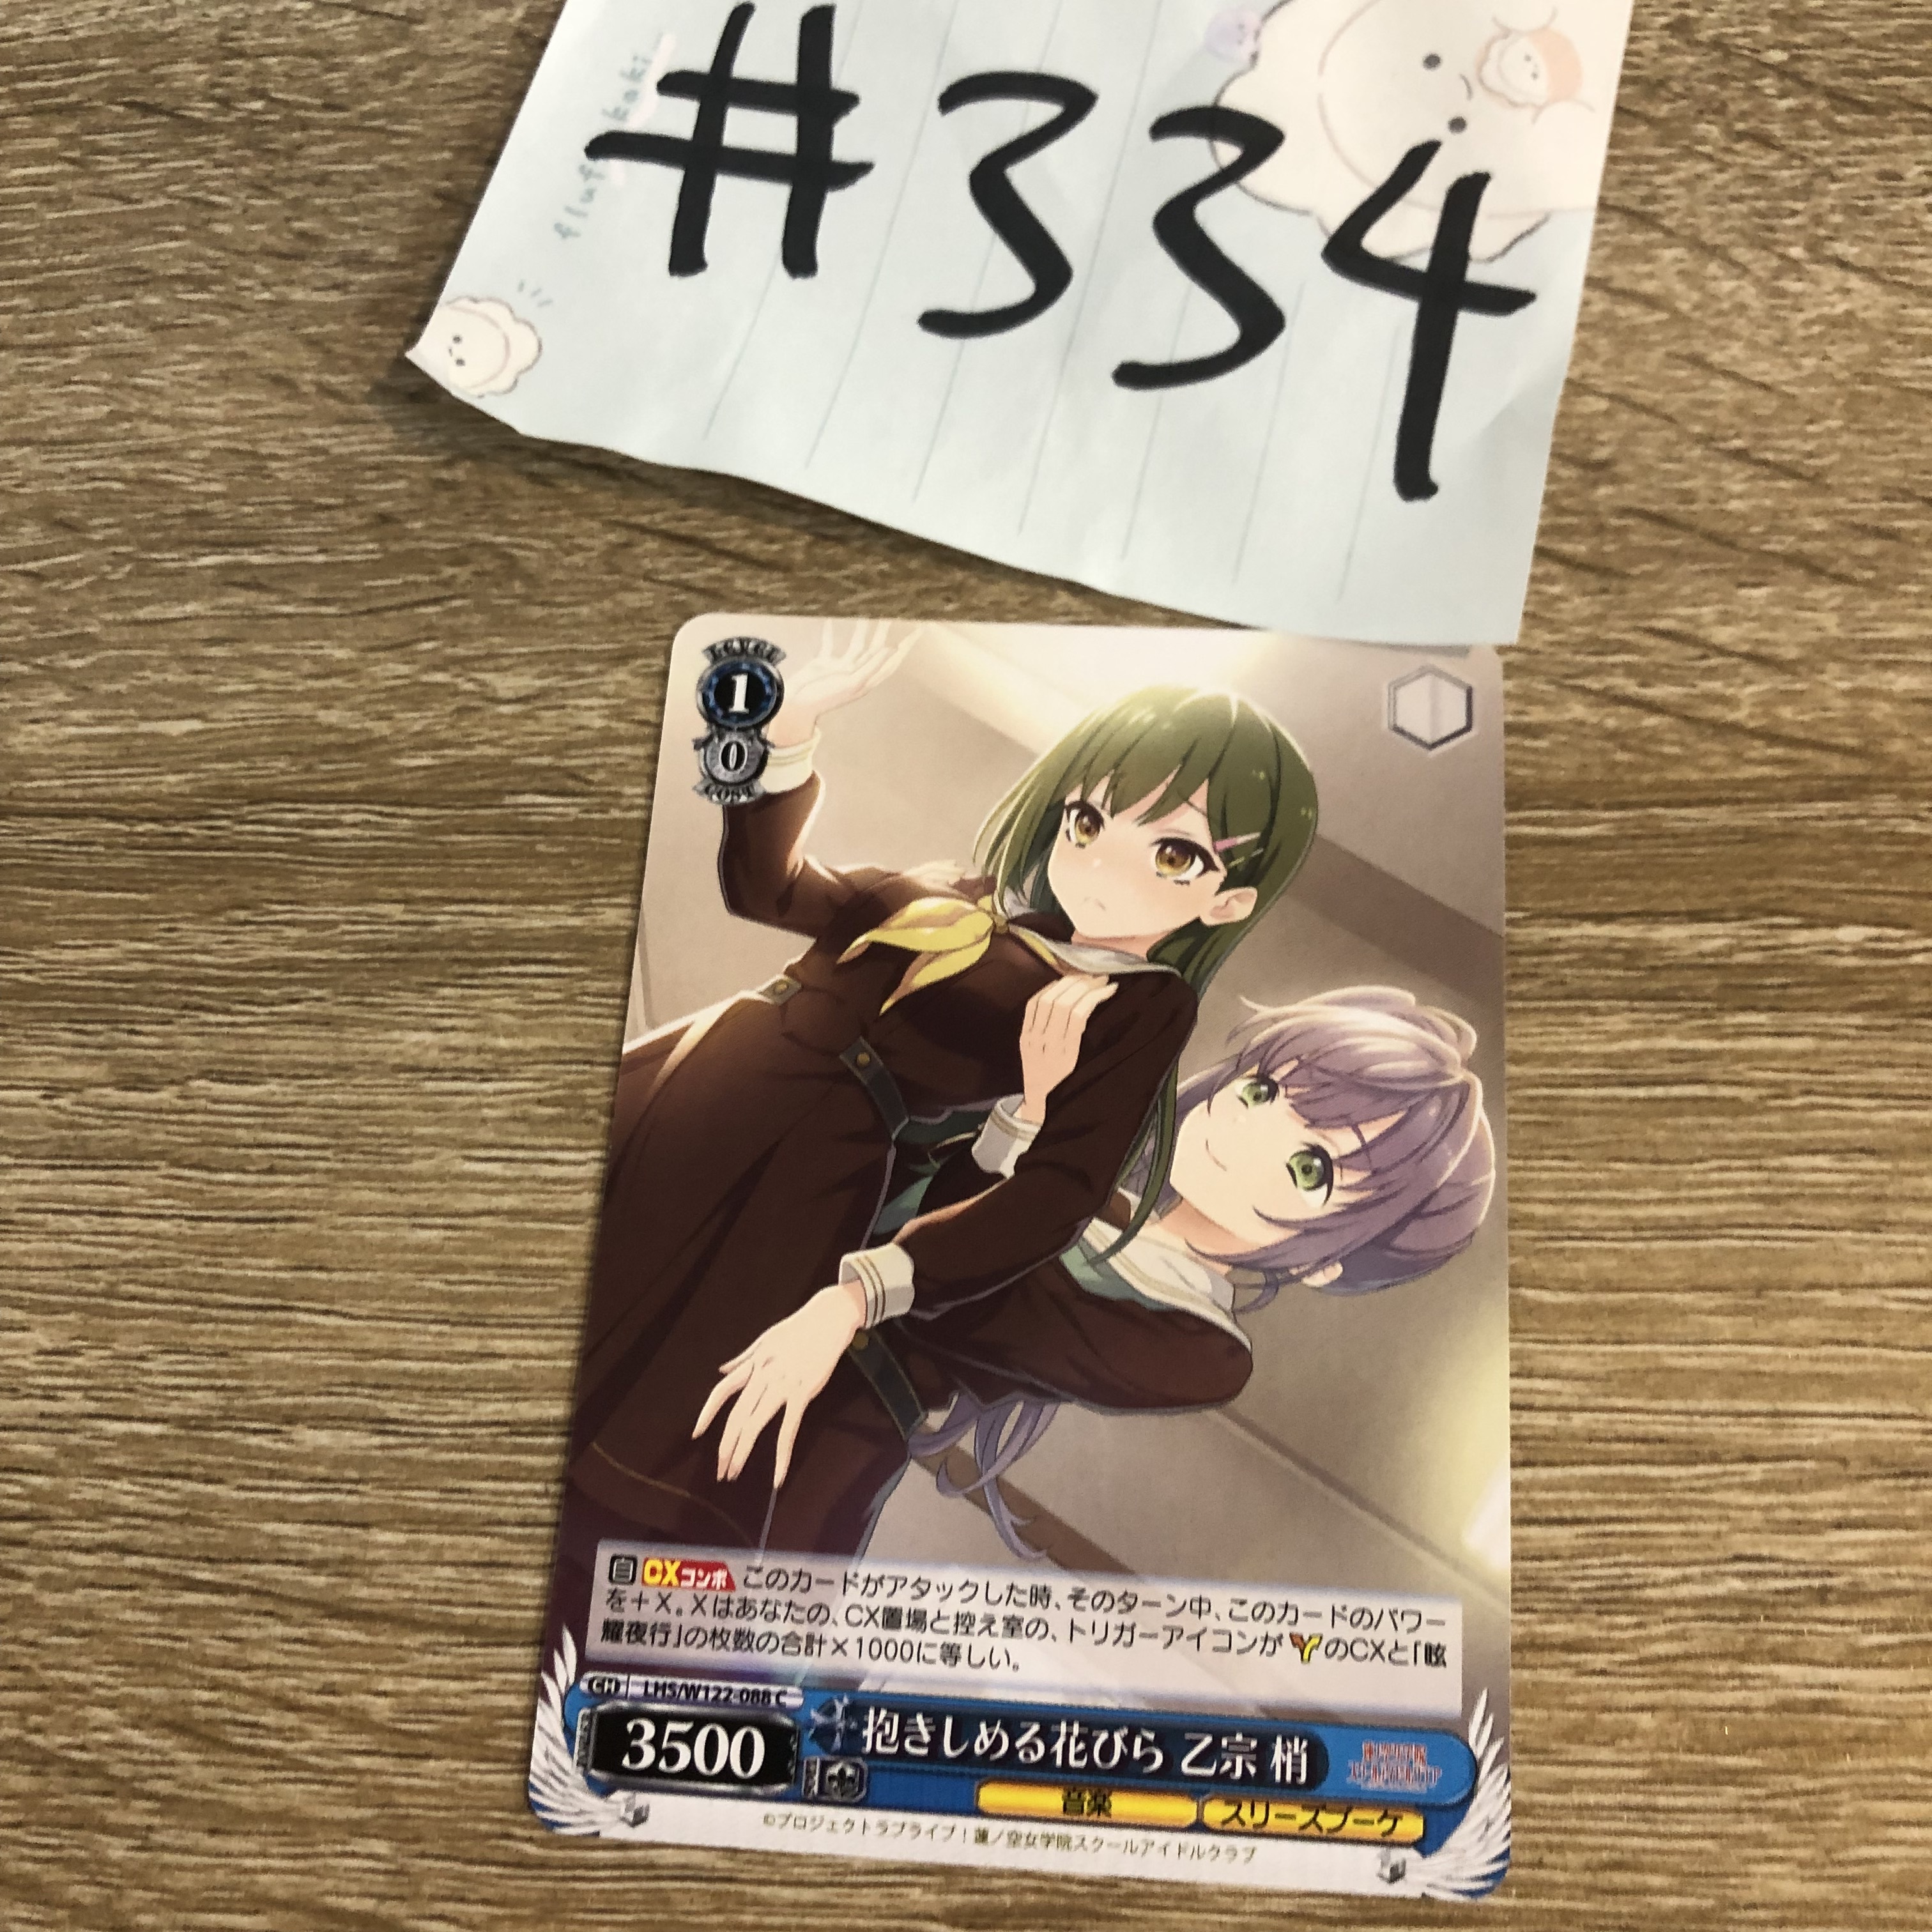 #334
fluffy kaki
LEVEL
1
0
COST
自 CXコンボ このカードがアタックした時、そのターン中、このカードのパワー
を＋X。Xはあなたの、CX置場と控え室の、トリガーアイコンが のCXと「眩
耀夜行」の枚数の合計×1000に等しい。
CH LHS/W122-088 C
3500
抱きしめる花びら 乙宗 梢
音楽 スリーズブーケ
©プロジェクトラブライブ！蓮ノ空女学院スクールアイドルクラブ